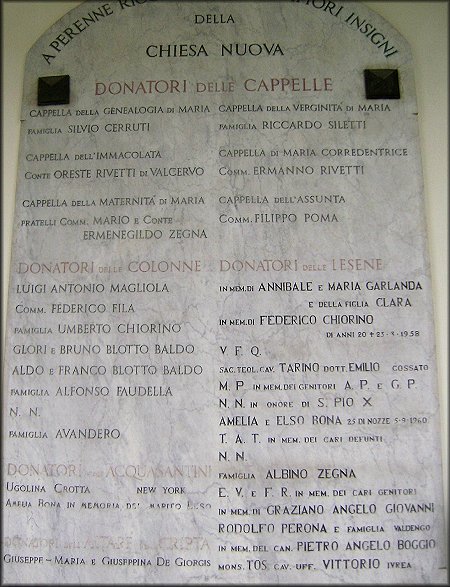 A PERENNE
INSIGNI
DELLA
CHIESA NUOVA
DONATORI DELLE CAPPELLE
CAPPELLA DELLA GENEALOGIA DI MARIA
FAMIGLIA SILVIO CERRUTI
CAPPELLA DELL'IMMACOLATA
CONTE ORESTE RIVETTI DI VALCERVO
CAPPELLA DELLA MATERNITÀ DI MARIA
FRATELLI COMM. MARIO E CONTE
ERMENEGILDO ZEGNA
CAPPELLA DELLA VERGINITÀ DI MARIA
FAMIGLIA RICCARDO SILETTI
CAPPELLA DI MARIA CORREDENTRICE
COMM. ERMANNO RIVETTI
CAPPELLA DELL'ASSUNTA
COMM. FILIPPO POMA
DONATORI DELLE COLONNE
LUIGI ANTONIO MAGLIOLA
COMM. FEDERICO FILA
FAMIGLIA UMBERTO CHIORINO
GLORI E BRUNO BLOTTO BALDO
ALDO E FRANCO BLOTTO BALDO
FAMIGLIA ALFONSO FAUDELLA
N. N.
FAMIGLIA AVANDERO
DONATORI ACQUASANTINI
UGOLINA CROTTA NEW YORK
AMELIA BONA IN MEMORIA DEL MARITO ELSO
DONATORI ALTARE CRIPTA
GIUSEPPE-MARIA E GIUSEPPINA DE GIORGIS
DONATORI DELLE LESENE
IN MEM. DI ANNIBALE E MARIA GARLANDA
E DELLA FIGLIA CLARA
IN MEM. DI FEDERICO CHIORINO
DI ANNI 20 + 23-3-1958
V. F. Q.
SAC. TEOL. CAV. TARINO DOTT. EMILIO COSSATO
M. P. IN MEM. DEI GENITORI A. P. E G. P.
N. N. IN ONORE DI S. PIO X
AMELIA E ELSO BONA 25 DI NOZZE 5-9-1960
T. A. T. IN MEM. DEI CARI DEFUNTI
N. N.
FAMIGLIA ALBINO ZEGNA
E. V. E F. R. IN MEM. DEI CARI GENITORI
IN MEM. DI GRAZIANO ANGELO GIOVANNI
RODOLFO PERONA E FAMIGLIA VALDENGO
IN MEM. DEL CAN. PIETRO ANGELO BOGGIO
MONS. TOS CAV. UFF. VITTORIO IVREA